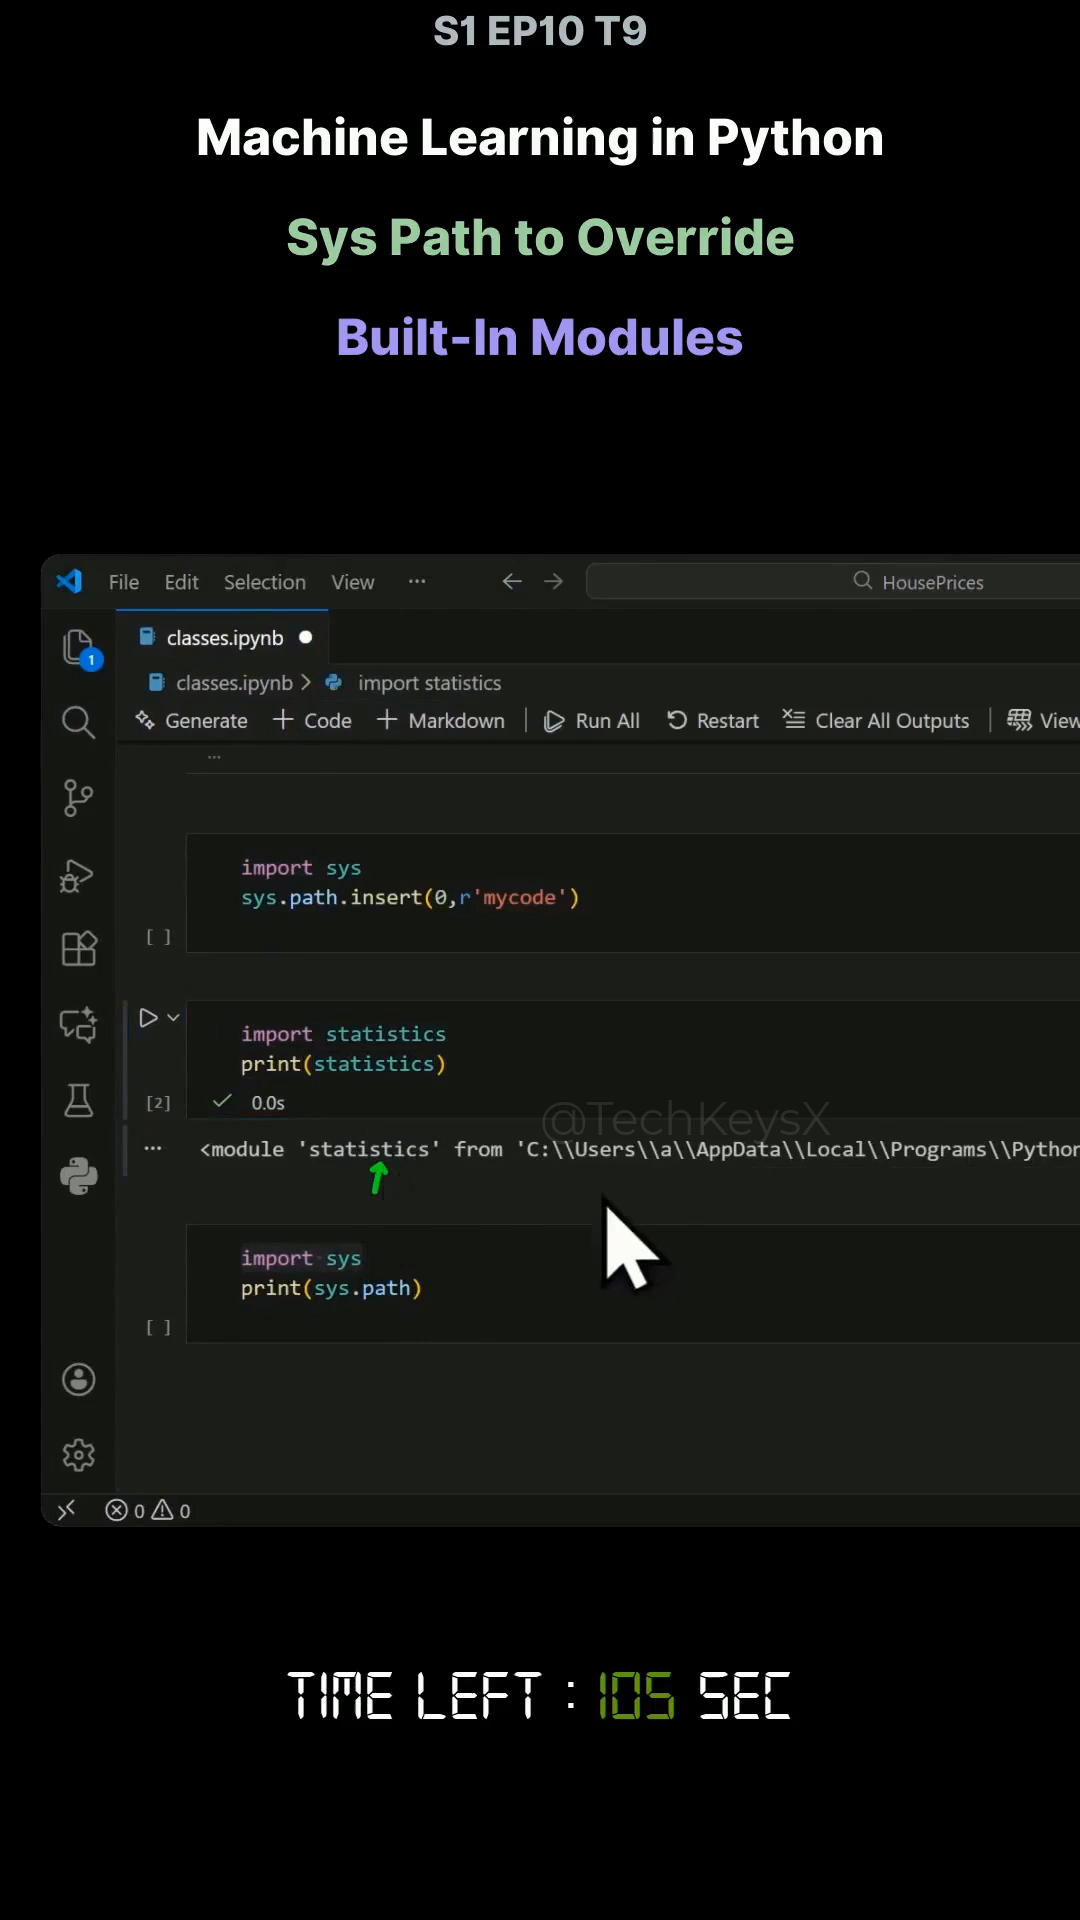 S1 EP10 T9
Machine Learning in Python
Sys Path to Override
Built-In Modules
File Edit Selection View ··· HousePrices
classes.ipynb
1
classes.ipynb > import statistics
Generate + Code + Markdown | Run All Restart Clear All Outputs | View
...
import sys
sys.path.insert(0,r'mycode')
[ ]
import statistics
print(statistics)
[2] 0.0s
@TechKeysX
... <module 'statistics' from 'C:\\Users\\a\\AppData\\Local\\Programs\\Python
import sys
print(sys.path)
[ ]
0 0
TIME LEFT : 105 SEC